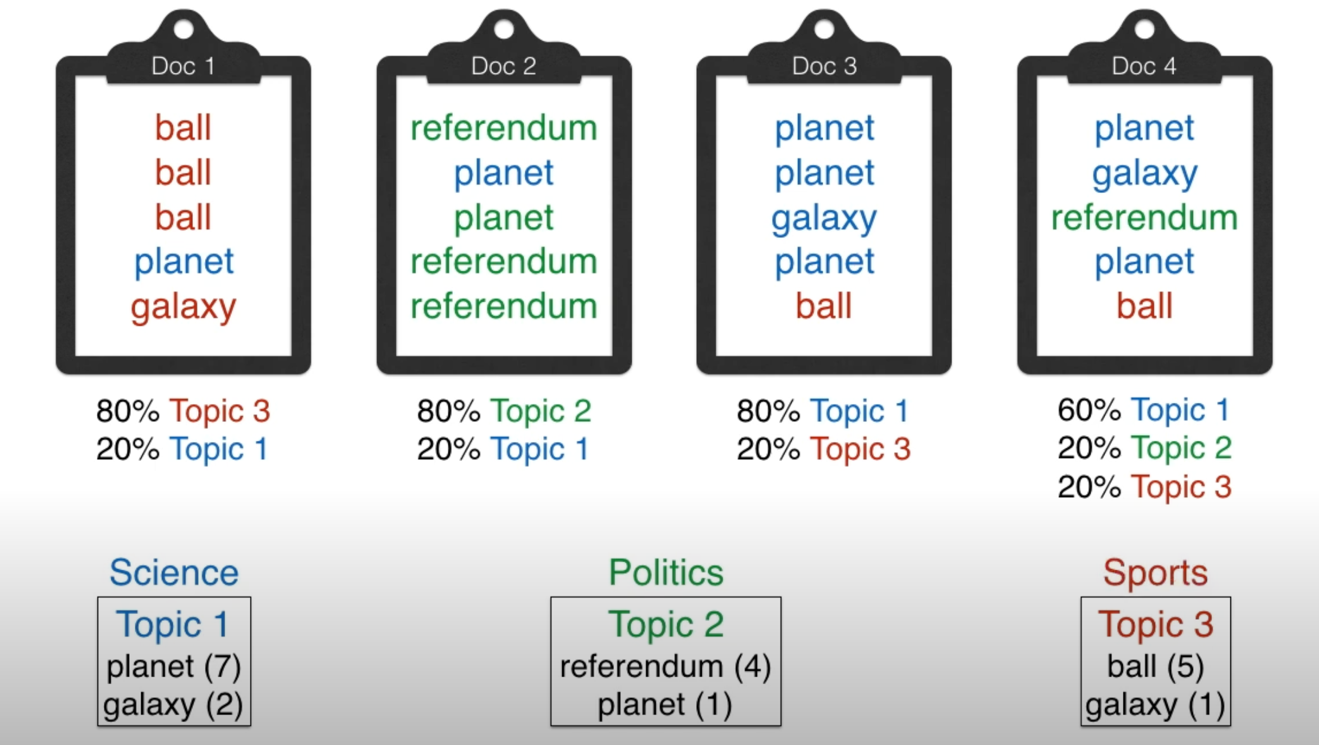 Doc 1
ball
ball
ball
planet
galaxy
80% Topic 3
20% Topic 1
Doc 2
referendum
planet
planet
referendum
referendum
80% Topic 2
20% Topic 1
Doc 3
planet
planet
galaxy
planet
ball
80% Topic 1
20% Topic 3
Doc 4
planet
galaxy
referendum
planet
ball
60% Topic 1
20% Topic 2
20% Topic 3
Science
Topic 1
planet (7)
galaxy (2)
Politics
Topic 2
referendum (4)
planet (1)
Sports
Topic 3
ball (5)
galaxy (1)